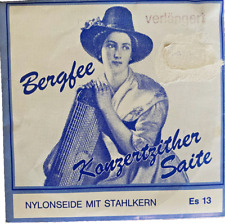 verlängert
Bergfee
Konzertzither
Saite
NYLONSEIDE MIT STAHLKERN Es 13